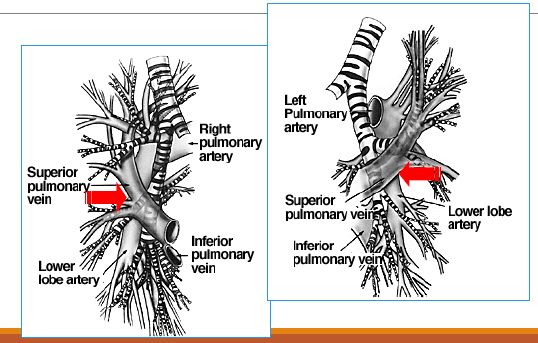 Right
pulmonary
artery
Superior
pulmonary
vein
Inferior
pulmonary
vein
Lower
lobe artery
Left
Pulmonary
artery
Superior
pulmonary vein
Lower lobe
artery
Inferior
pulmonary vein